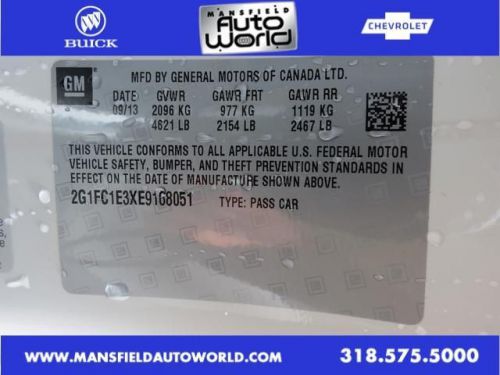 BUICK
MANSFIELD
Auto
World
CHEVROLET
GM
MFD BY GENERAL MOTORS OF CANADA LTD.
DATE GVWR GAWR FRT GAWR RR
09/13 2096 KG 977 KG 1119 KG
4621 LB 2154 LB 2467 LB
THIS VEHICLE CONFORMS TO ALL APPLICABLE U.S. FEDERAL MOTOR
VEHICLE SAFETY, BUMPER, AND THEFT PREVENTION STANDARDS
IN EFFECT ON THE DATE OF MANUFACTURE SHOWN ABOVE.
2G1FC1E3XE9168051 TYPE: PASS CAR
WWW.MANSFIELDAUTOWORLD.COM 318.575.5000